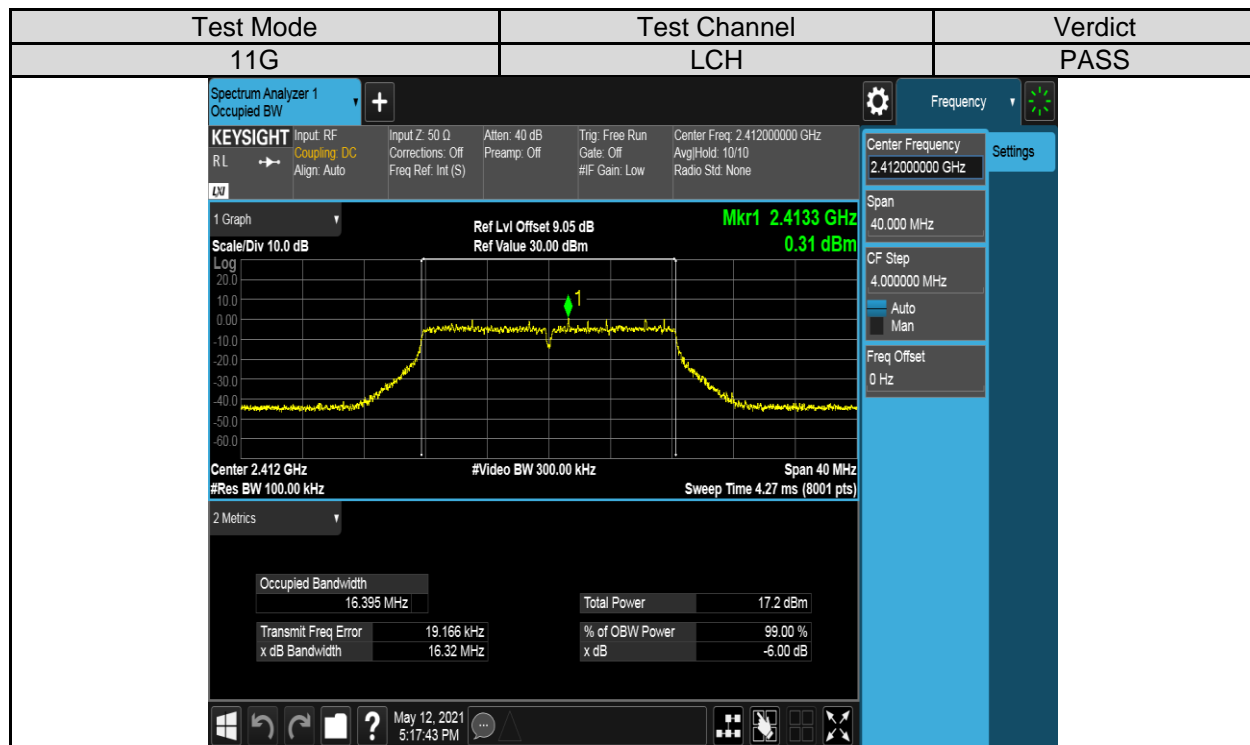 Test Mode Test Channel Verdict
11G LCH PASS
Spectrum Analyzer 1
Occupied BW
+
Frequency
KEYSIGHT Input: RF Input Z: 50 Ω Atten: 40 dB Trig: Free Run Center Freq: 2.412000000 GHz
RL Coupling: DC Corrections: Off Preamp: Off Gate: Off Avg|Hold: 10/10
Align: Auto Freq Ref: Int (S) #IF Gain: Low Radio Std: None
LXI
Center Frequency
2.412000000 GHz
Settings
Span
40.000 MHz
CF Step
4.000000 MHz
Auto
Man
Freq Offset
0 Hz
1 Graph Ref Lvl Offset 9.05 dB Mkr1 2.4133 GHz
Scale/Div 10.0 dB Ref Value 30.00 dBm 0.31 dBm
Log
20.0
10.0
1
0.00
-10.0
-20.0
-30.0
-40.0
-50.0
-60.0
Center 2.412 GHz #Video BW 300.00 kHz Span 40 MHz
#Res BW 100.00 kHz Sweep Time 4.27 ms (8001 pts)
2 Metrics
Occupied Bandwidth
16.395 MHz Total Power 17.2 dBm
Transmit Freq Error 19.166 kHz % of OBW Power 99.00 %
x dB Bandwidth 16.32 MHz x dB -6.00 dB
? May 12, 2021
5:17:43 PM